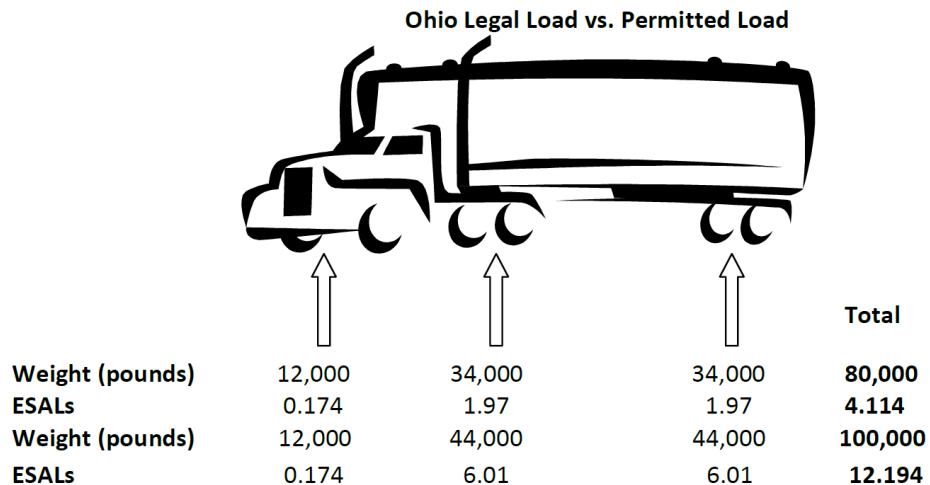 Ohio Legal Load vs. Permitted Load
Total
Weight (pounds) 12,000 34,000 34,000 80,000
ESALs 0.174 1.97 1.97 4.114
Weight (pounds) 12,000 44,000 44,000 100,000
ESALs 0.174 6.01 6.01 12.194